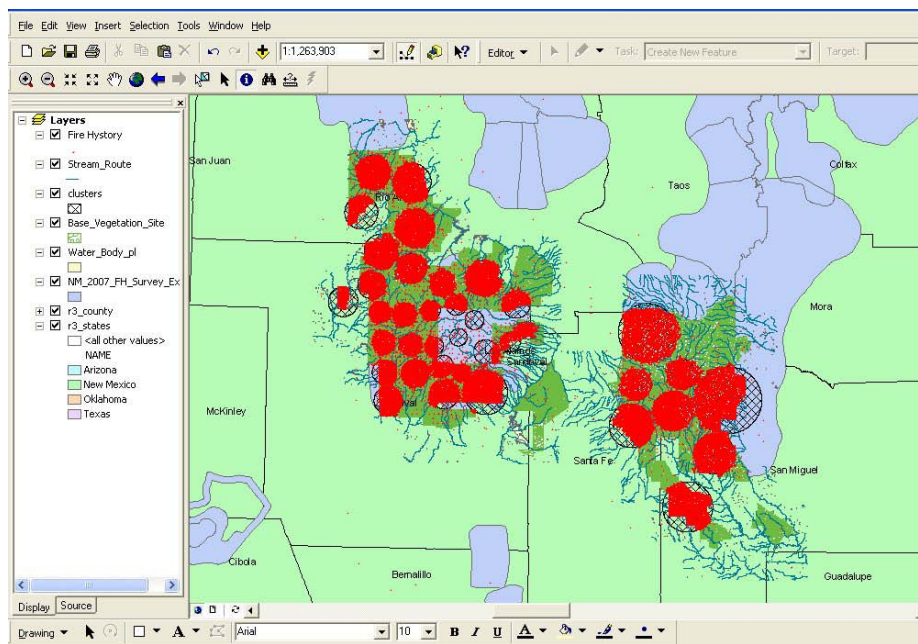 File Edit View Insert Selection Tools Window Help
1:1,263,903 Editor Task: Create New Feature Target:
Layers
Fire Hystory
Stream_Route
clusters
Base_Vegetation_Site
Water_Body_pl
NM_2007_FH_Survey_Ex
r3_county
r3_states
<all other values>
NAME
Arizona
New Mexico
Oklahoma
Texas
San Juan
Rio A
Taos
Colfax
Mora
McKinley
Santa Fe
San Miguel
Cibola
Bernalillo
Guadalupe
Display Source
Drawing A Arial 10 B I U A